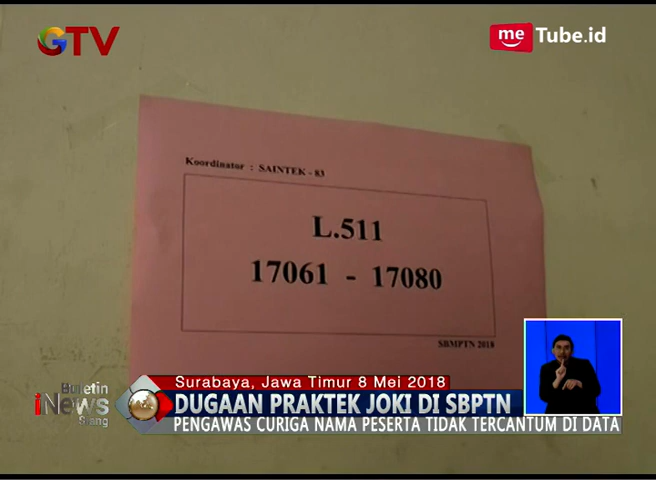 GTV
me Tube.id
Koordinator : SAINTEK - 83
L.511
17061 - 17080
SBMPTN 2018
Surabaya, Jawa Timur 8 Mei 2018
Buletin
iNews
Siang
DUGAAN PRAKTEK JOKI DI SBPTN
PENGAWAS CURIGA NAMA PESERTA TIDAK TERCANTUM DI DATA